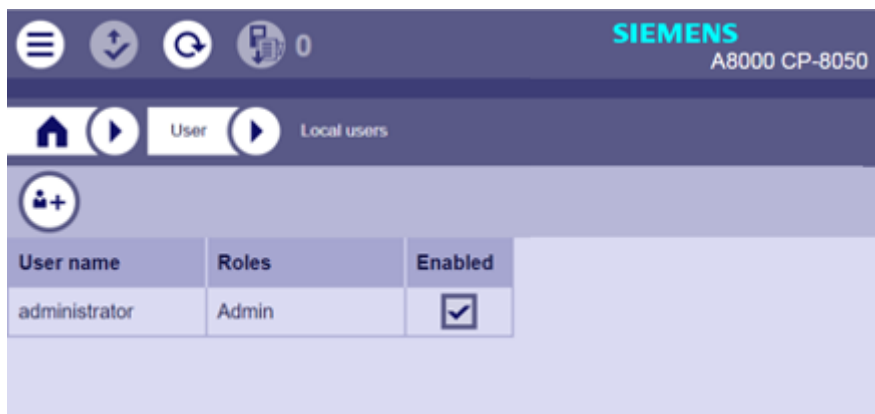 0
SIEMENS
A8000 CP-8050
User
Local users
User name Roles Enabled
administrator Admin